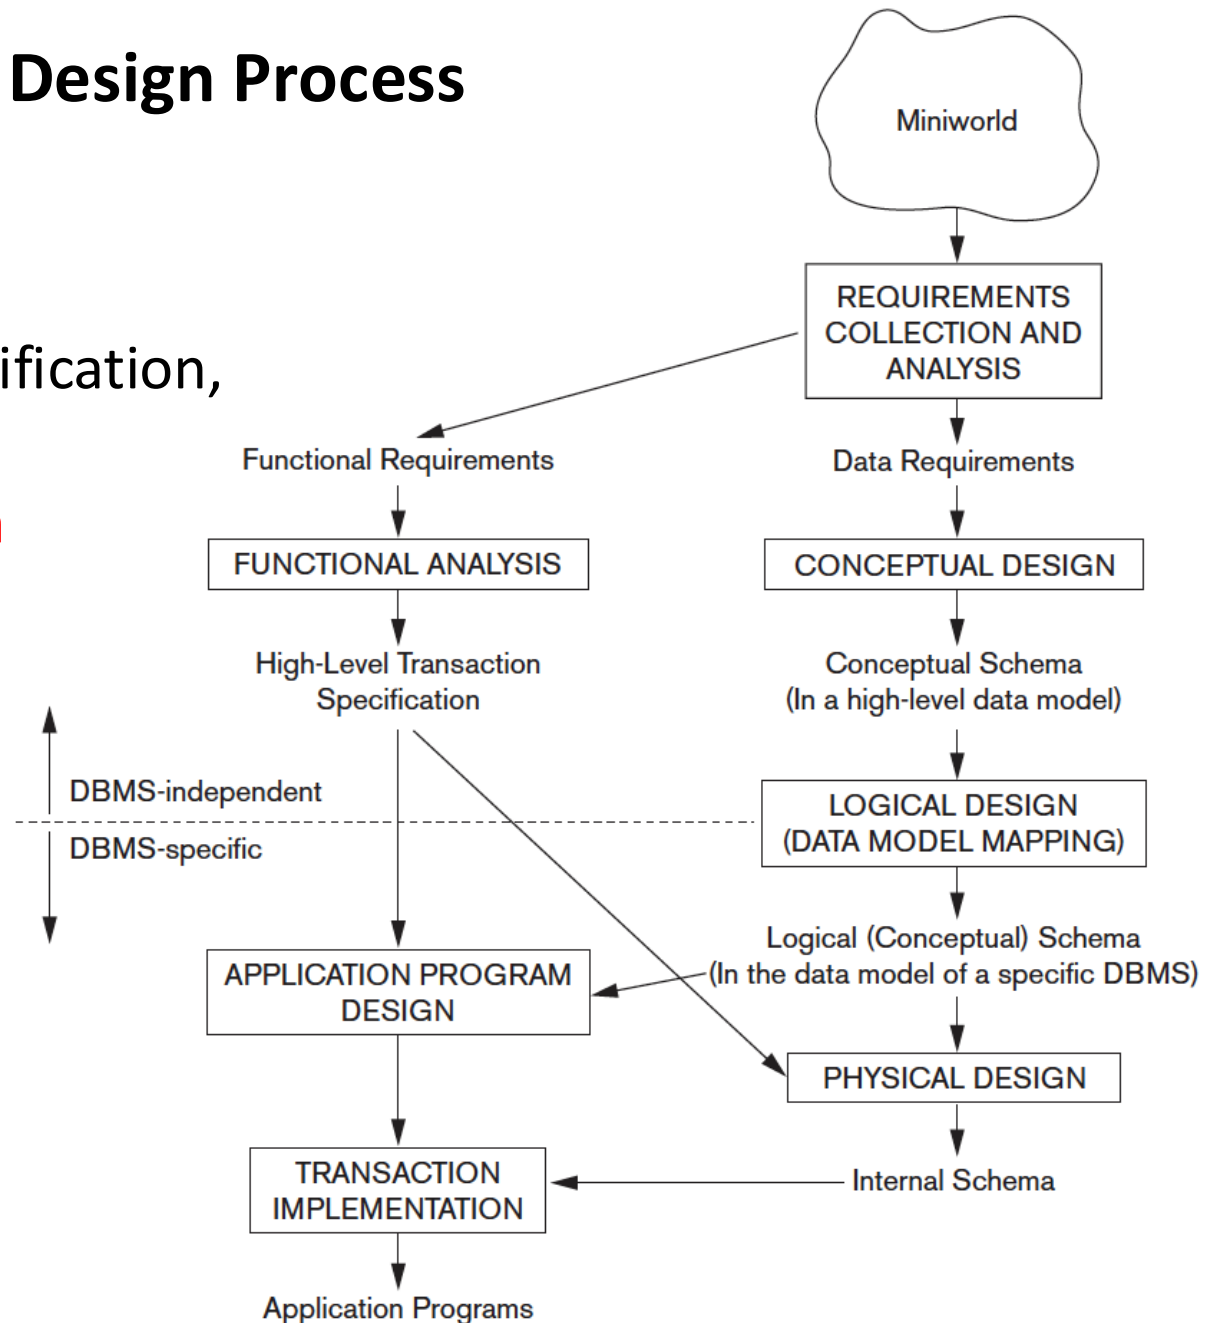 Design Process
Miniworld
REQUIREMENTS
COLLECTION AND
ANALYSIS
ification,
Functional Requirements
Data Requirements
FUNCTIONAL ANALYSIS
CONCEPTUAL DESIGN
High-Level Transaction
Specification
Conceptual Schema
(In a high-level data model)
DBMS-independent
DBMS-specific
LOGICAL DESIGN
(DATA MODEL MAPPING)
Logical (Conceptual) Schema
(In the data model of a specific DBMS)
APPLICATION PROGRAM
DESIGN
PHYSICAL DESIGN
TRANSACTION
IMPLEMENTATION
Internal Schema
Application Programs